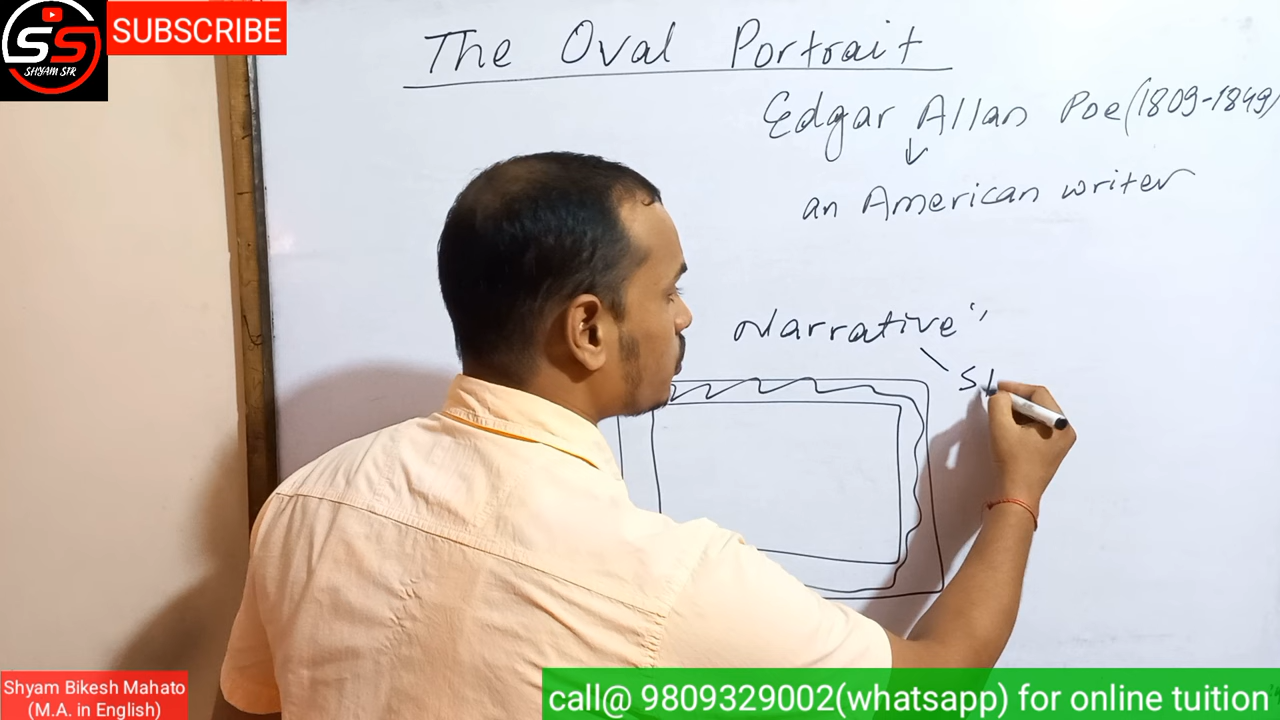 SS
SHYAM SIR
SUBSCRIBE
The Oval Portrait
Edgar Allan Poe (1809-1849)
an American writer
Narrative
Shyam Bikesh Mahato
(M.A. in English)
call@ 9809329002(whatsapp) for online tuition